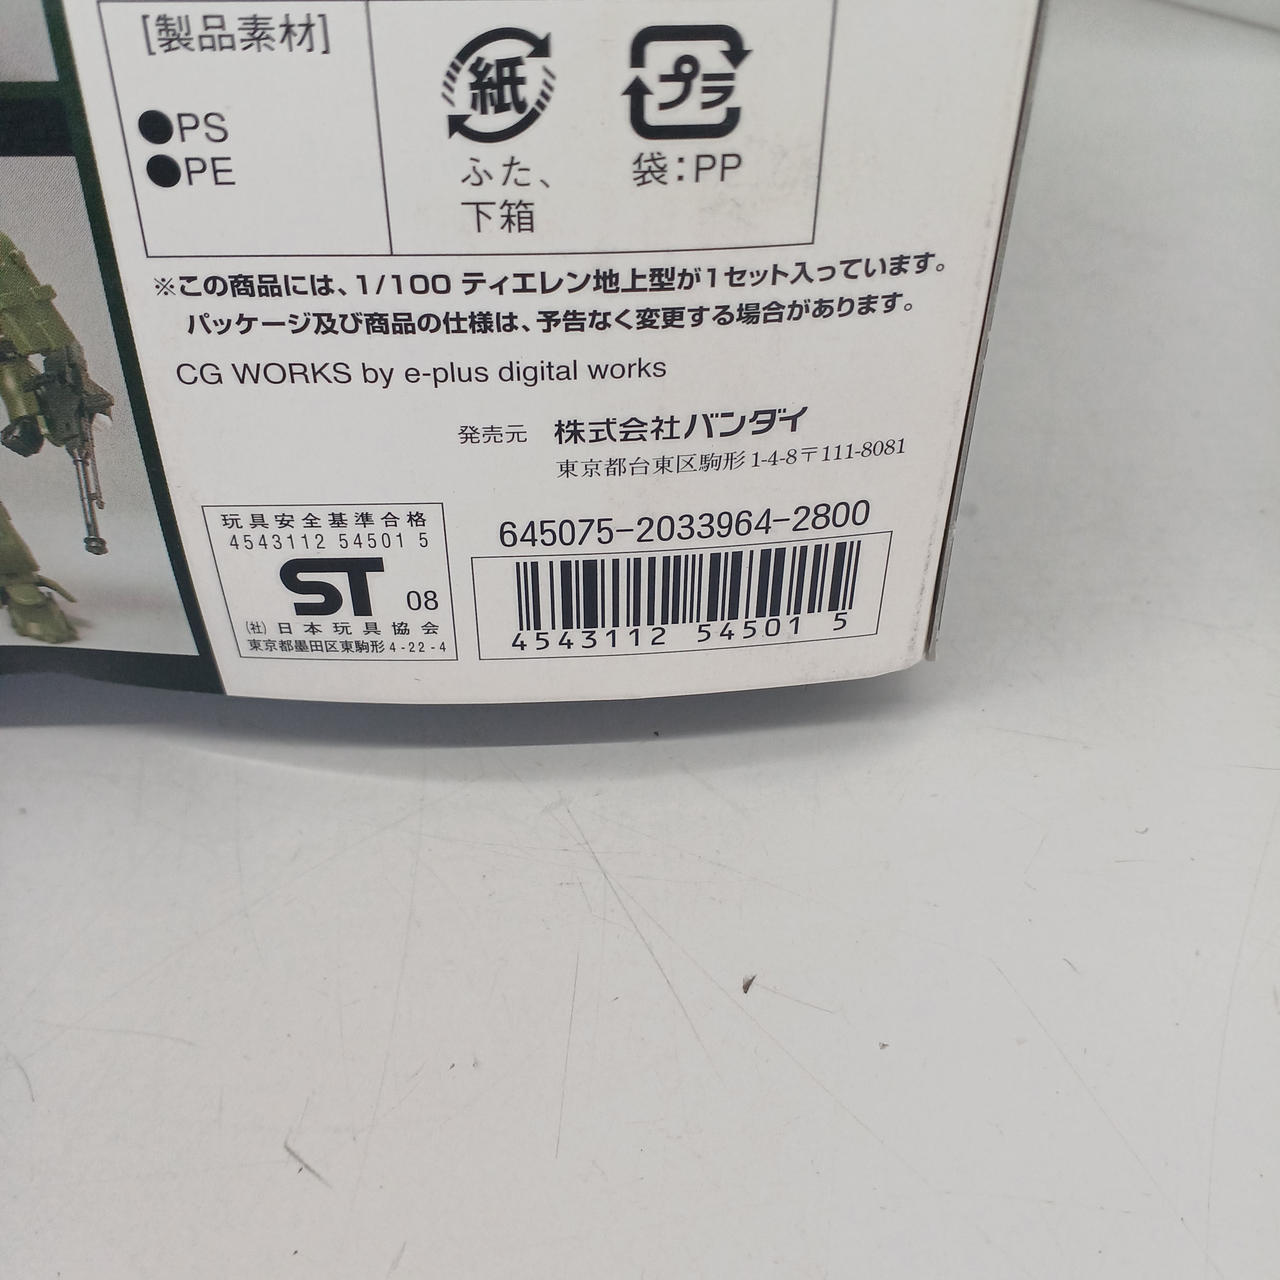 [製品素材]
●PS
●PE
紙
ふた、
下箱
プラ
袋：PP
※この商品には、1/100 ティエレン地上型が1セット入っています。
パッケージ及び商品の仕様は、予告なく変更する場合があります。
CG WORKS by e-plus digital works
発売元 株式会社バンダイ
東京都台東区駒形1-4-8〒111-8081
玩具安全基準合格
4543112 54501 5
ST 08
(社)日本玩具協会
東京都墨田区東駒形4-22-4
645075-2033964-2800
4543112 54501 5